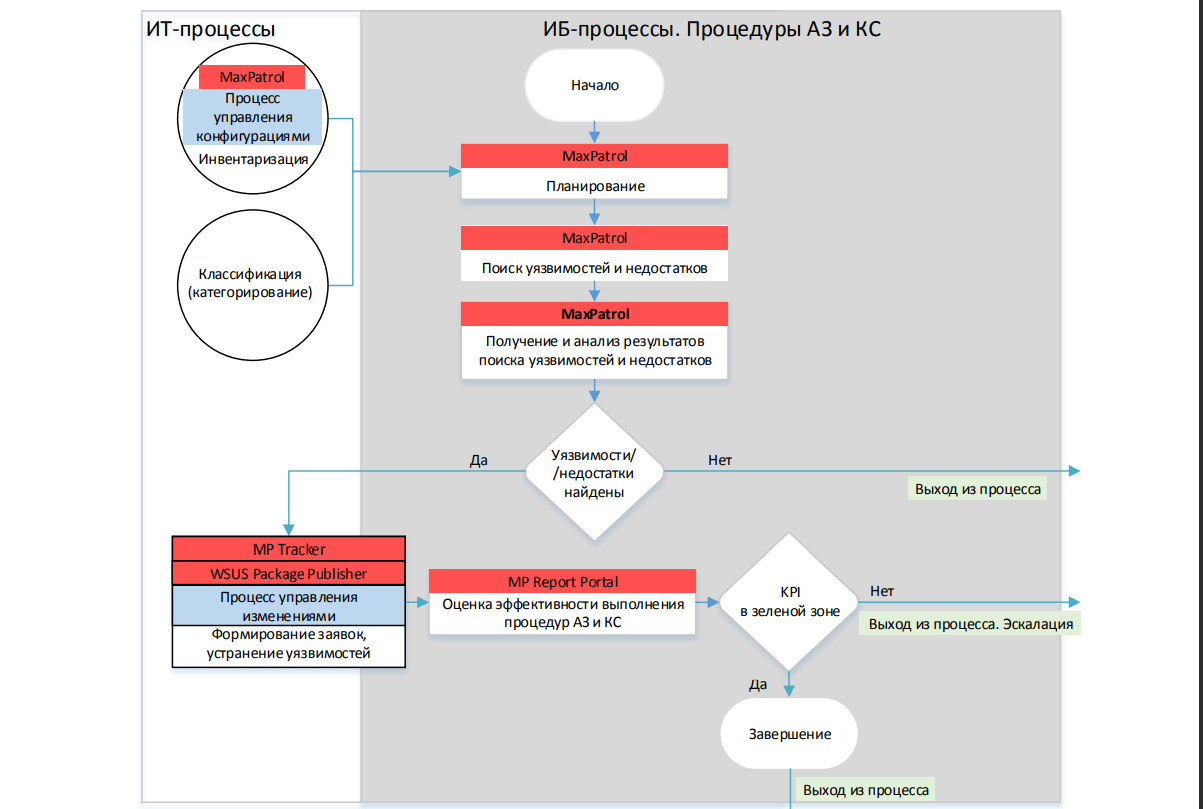 ИТ-процессы
ИБ-процессы. Процедуры АЗ и КС
MaxPatrol
Процесс
управления
конфигурациями
Инвентаризация
Классификация
(категорирование)
Начало
MaxPatrol
Планирование
MaxPatrol
Поиск уязвимостей и недостатков
MaxPatrol
Получение и анализ результатов
поиска уязвимостей и недостатков
Уязвимости/
/недостатки
найдены
Да
Нет
Выход из процесса
MP Tracker
WSUS Package Publisher
Процесс управления
изменениями
Формирование заявок,
устранение уязвимостей
MP Report Portal
Оценка эффективности выполнения
процедур АЗ и КС
KPI
в зеленой зоне
Нет
Выход из процесса. Эскалация
Да
Завершение
Выход из процесса